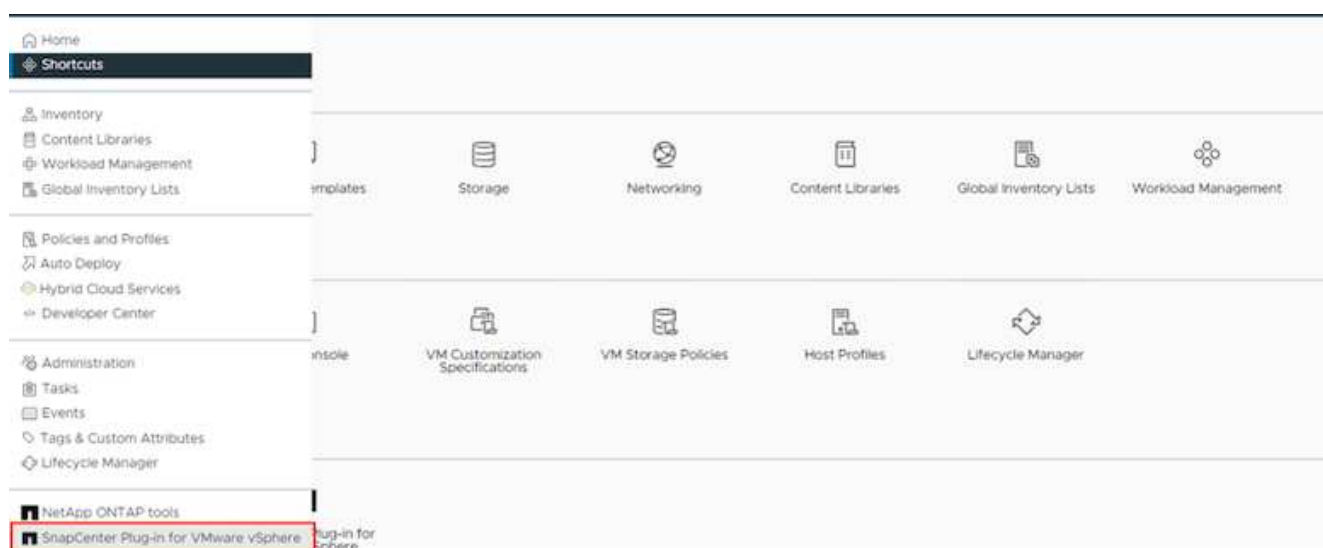 Home
Shortcuts
Inventory
Content Libraries
Workload Management
Global Inventory Lists
Policies and Profiles
Auto Deploy
Hybrid Cloud Services
Developer Center
Administration
Tasks
Events
Tags & Custom Attributes
Lifecycle Manager
NetApp ONTAP tools
SnapCenter Plug-in for VMware vSphere
emplates
Storage
Networking
Content Libraries
Global Inventory Lists
Workload Management
onsole
VM Customization
Specifications
VM Storage Policies
Host Profiles
Lifecycle Manager
Plug-in for
Sphere